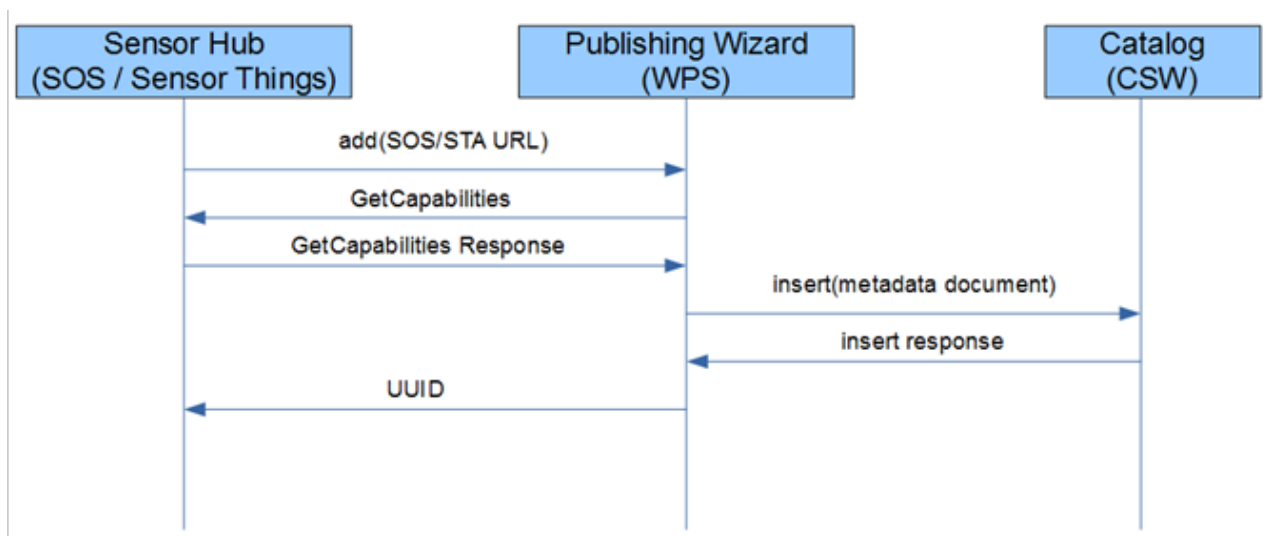 Sensor Hub
(SOS / Sensor Things)
Publishing Wizard
(WPS)
Catalog
(CSW)
add(SOS/STA URL)
GetCapabilities
GetCapabilities Response
insert(metadada document)
insert response
UUID